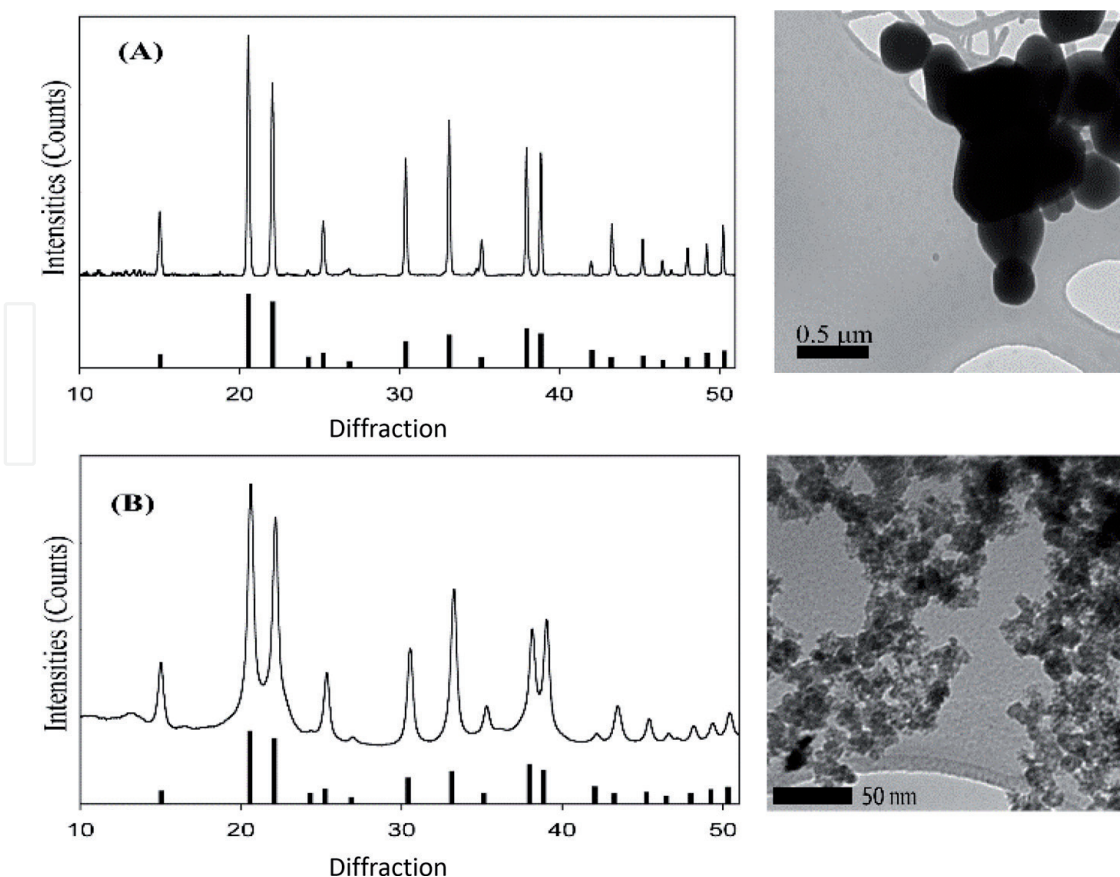 (A)
Intensities (Counts)
10 20 30 40 50
Diffraction
0.5 µm
(B)
Intensities (Counts)
10 20 30 40 50
Diffraction
50 nm